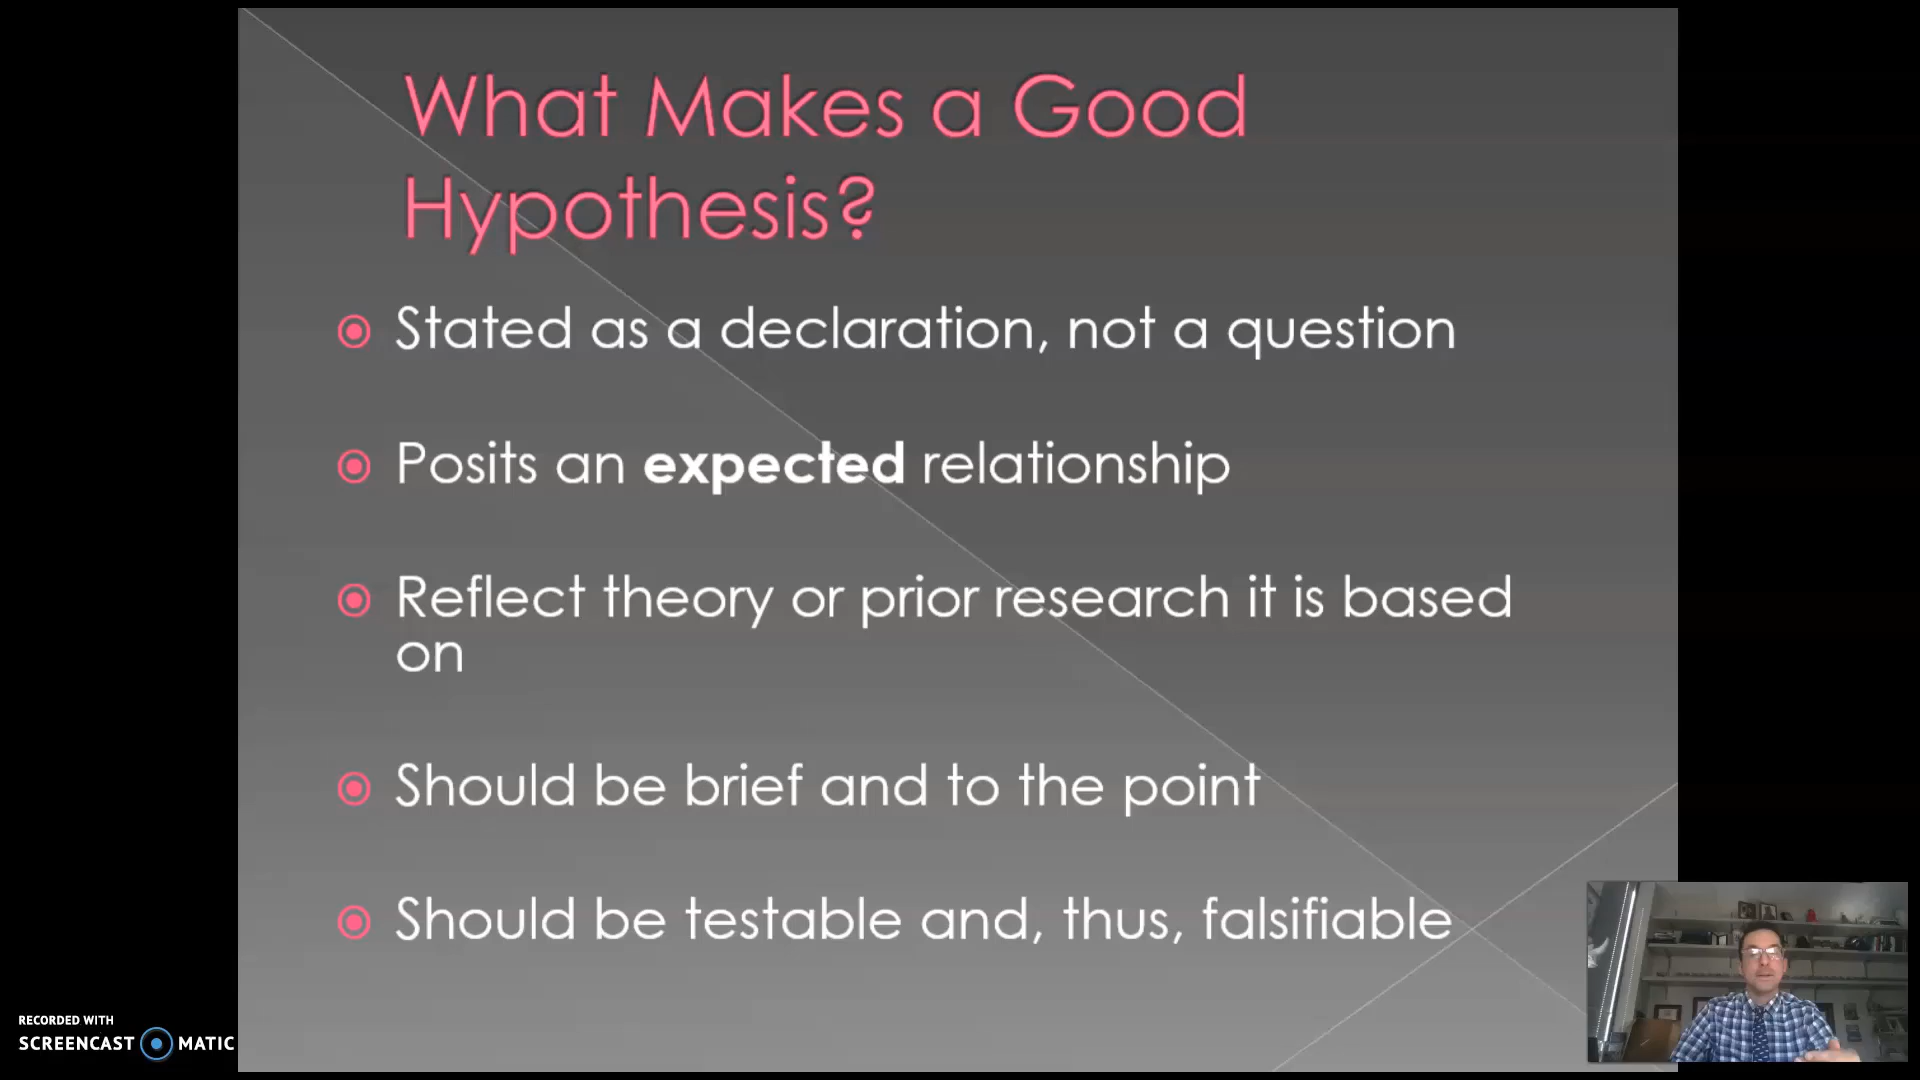 What Makes a Good
Hypothesis?
Stated as a declaration, not a question
Posits an expected relationship
Reflect theory or prior research it is based
on
Should be brief and to the point
Should be testable and, thus, falsifiable
RECORDED WITH
SCREENCAST MATIC